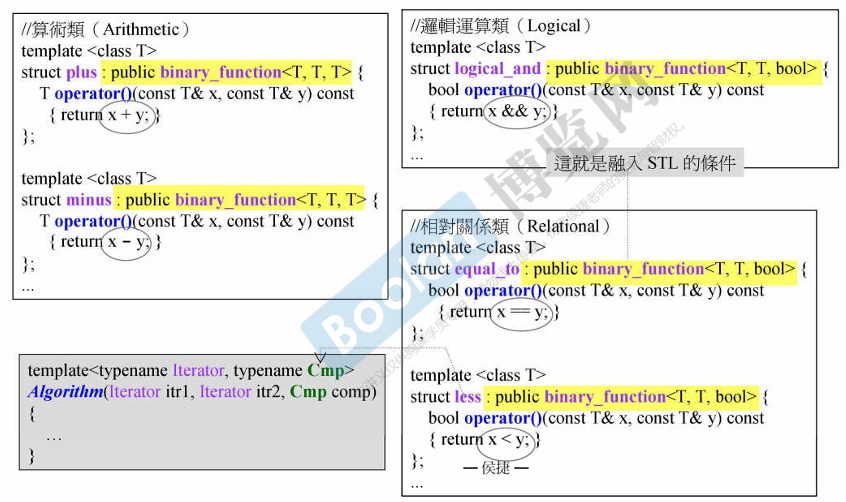 //算術類（Arithmetic）
template <class T>
struct plus : public binary_function<T, T, T> {
T operator()(const T& x, const T& y) const
{ return x + y; }
};
template <class T>
struct minus : public binary_function<T, T, T> {
T operator()(const T& x, const T& y) const
{ return x − y; }
};
...
template<typename Iterator, typename Cmp>
Algorithm(Iterator itr1, Iterator itr2, Cmp comp)
{
…
}
//邏輯運算類（Logical）
template <class T>
struct logical_and : public binary_function<T, T, bool> {
bool operator()(const T& x, const T& y) const
{ return x && y; }
};
...
這就是融入 STL 的條件
//相對關係類（Relational）
template <class T>
struct equal_to : public binary_function<T, T, bool> {
bool operator()(const T& x, const T& y) const
{ return x == y; }
};
template <class T>
struct less : public binary_function<T, T, bool> {
bool operator()(const T& x, const T& y) const
{ return x < y; }
};
...
— 侯捷 —
Boolan 博览网